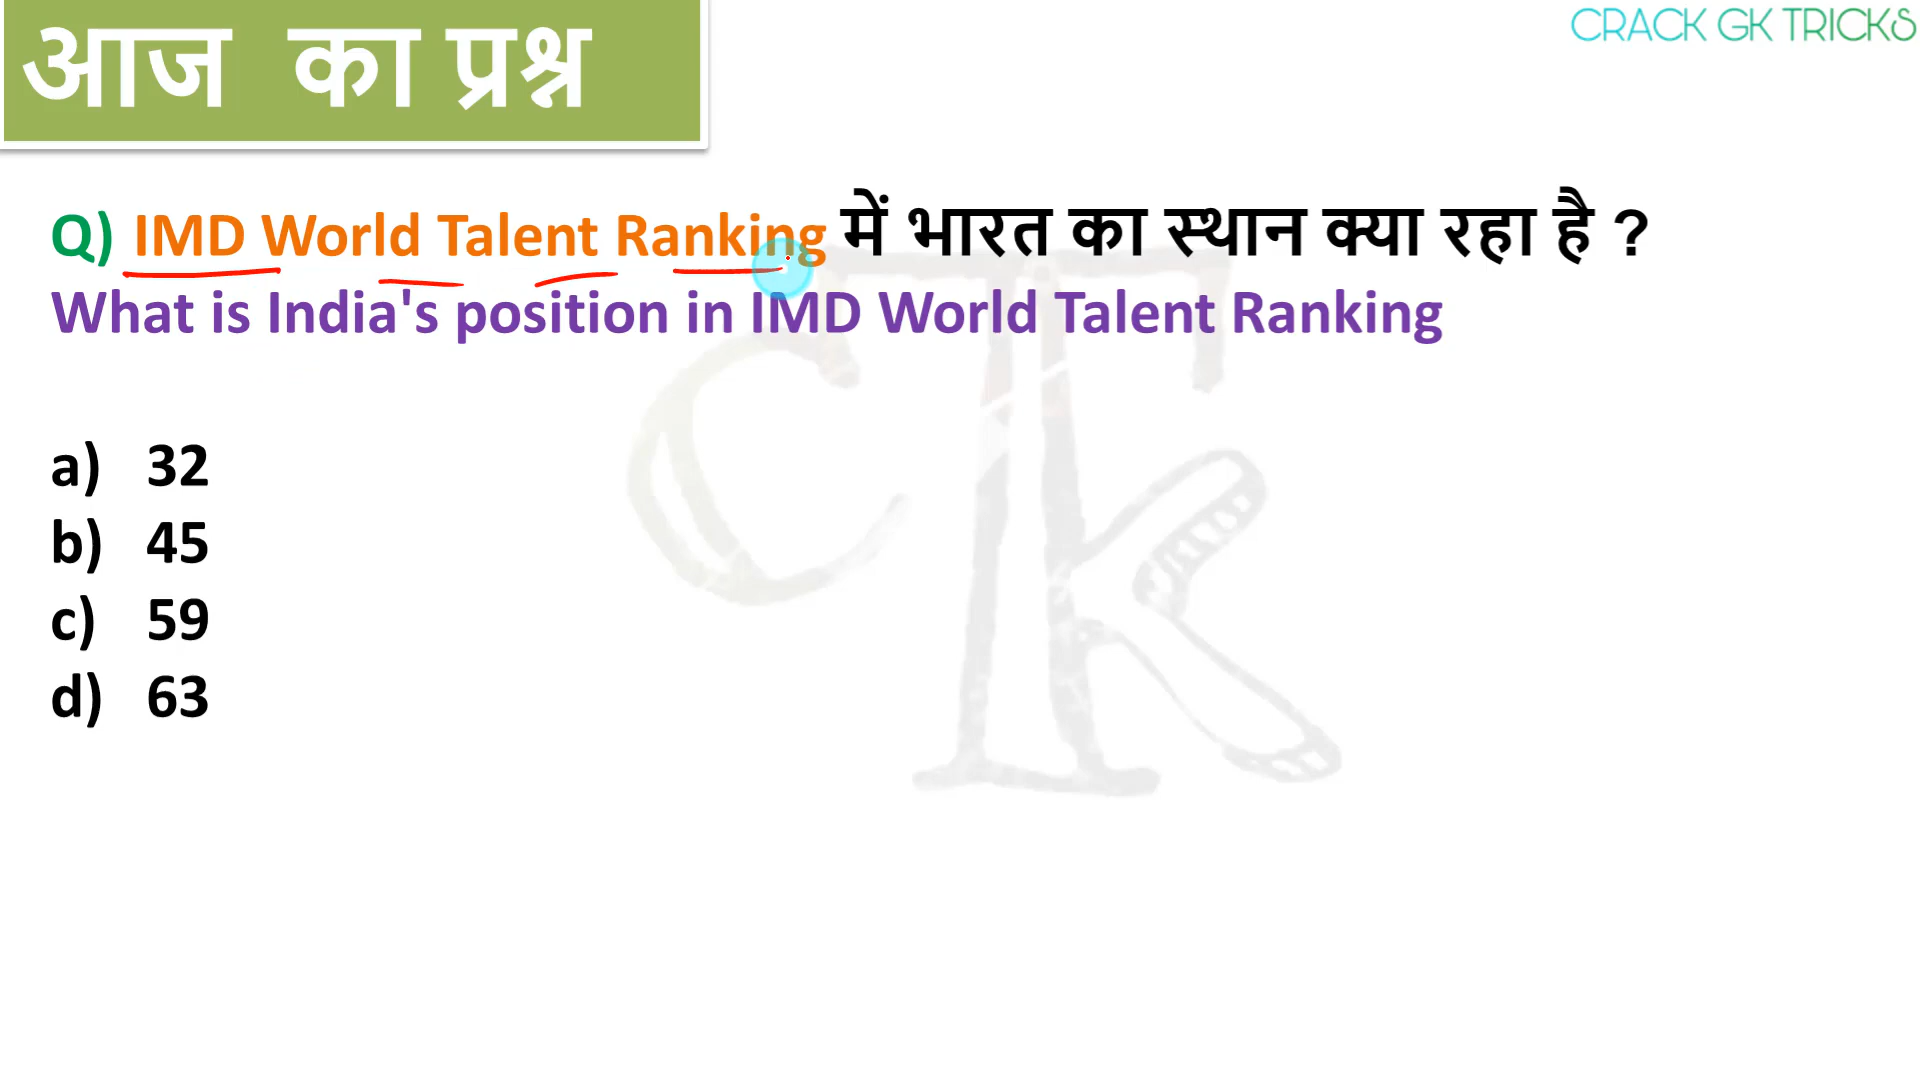 आज का प्रश्न
CRACK GK TRICKS
Q) IMD World Talent Ranking में भारत का स्थान क्या रहा है ?
What is India's position in IMD World Talent Ranking
a) 32
b) 45
c) 59
d) 63
CTK